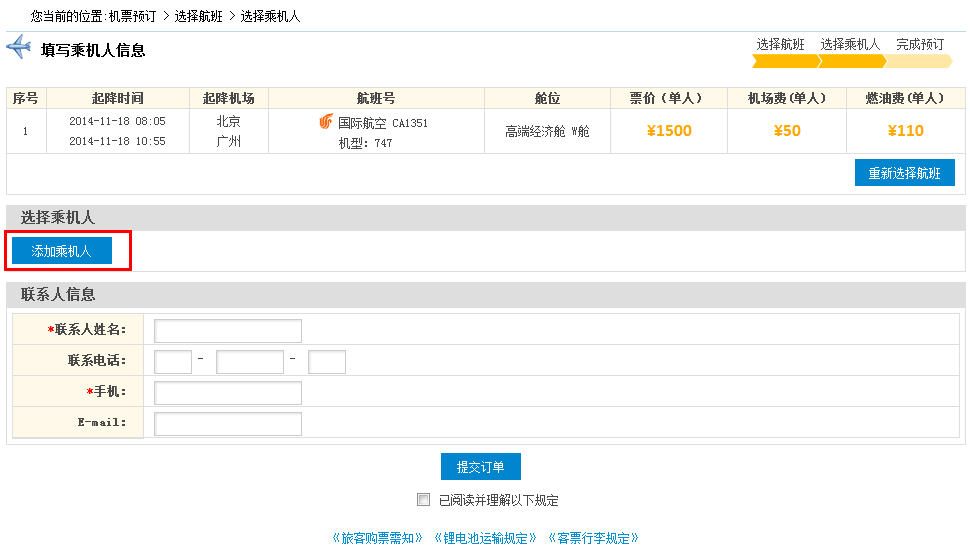 您当前的位置:机票预订 > 选择航班 > 选择乘机人
填写乘机人信息
选择航班 选择乘机人 完成预订
序号 起降时间 起降机场 航班号 舱位 票价（单人） 机场费(单人) 燃油费(单人)
1 2014-11-18 08:05 北京 国际航空 CA1351 高端经济舱 W舱 ¥1500 ¥50 ¥110
2014-11-18 10:55 广州 机型：747
重新选择航班
选择乘机人
添加乘机人
联系人信息
*联系人姓名：
联系电话： - -
*手机：
E-mail：
提交订单
已阅读并理解以下规定
《旅客购票需知》 《锂电池运输规定》 《客票行李规定》